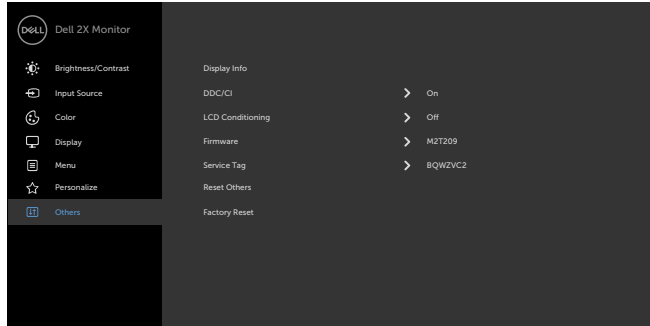 DELL Dell 2X Monitor
Brightness/Contrast Display Info
Input Source DDC/CI On
Color LCD Conditioning Off
Display Firmware M2T209
Menu Service Tag BQWZVC2
Personalize Reset Others
Others Factory Reset